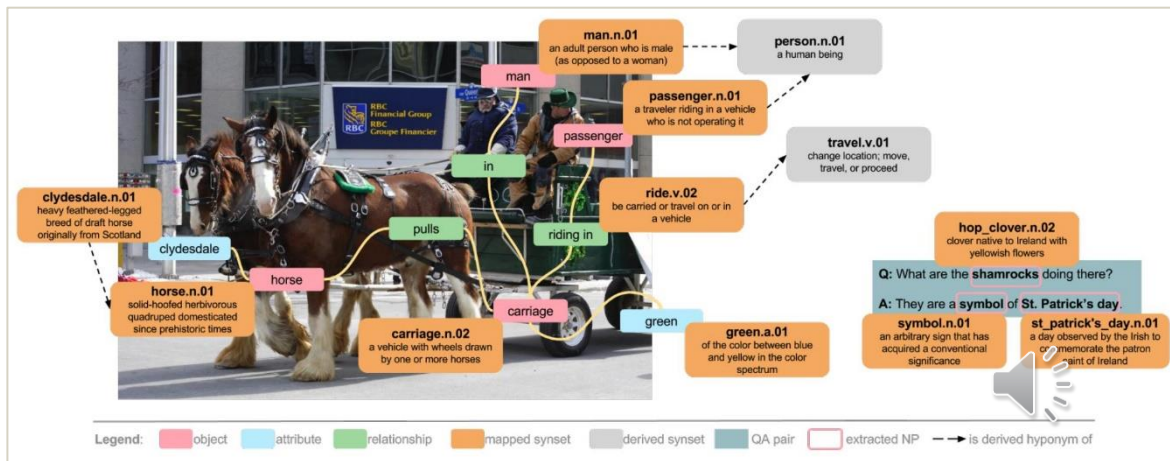 man.n.01
an adult person who is male
(as opposed to a woman)
person.n.01
a human being
man
passenger.n.01
a traveler riding in a vehicle
who is not operating it
RBC
Financial Group
RBC
Groupe Financier
RBC
passenger
travel.v.01
change location; move,
travel, or proceed
in
clydesdale.n.01
heavy feathered-legged
breed of draft horse
originally from Scotland
ride.v.02
be carried or travel on or in
a vehicle
pulls
riding in
clydesdale
hop_clover.n.02
clover native to Ireland with
yellowish flowers
Q: What are the shamrocks doing there?
A: They are a symbol of St. Patrick's day.
horse
horse.n.01
solid-hoofed herbivorous
quadruped domesticated
since prehistoric times
carriage
green
carriage.n.02
a vehicle with wheels drawn
by one or more horses
green.a.01
of the color between blue
and yellow in the color
spectrum
symbol.n.01
an arbitrary sign that has
acquired a conventional
significance
st_patrick's_day.n.01
a day observed by the Irish to
the patron
of Ireland
Legend: object attribute relationship mapped synset derived synset QA pair extracted NP is derived hyponym of